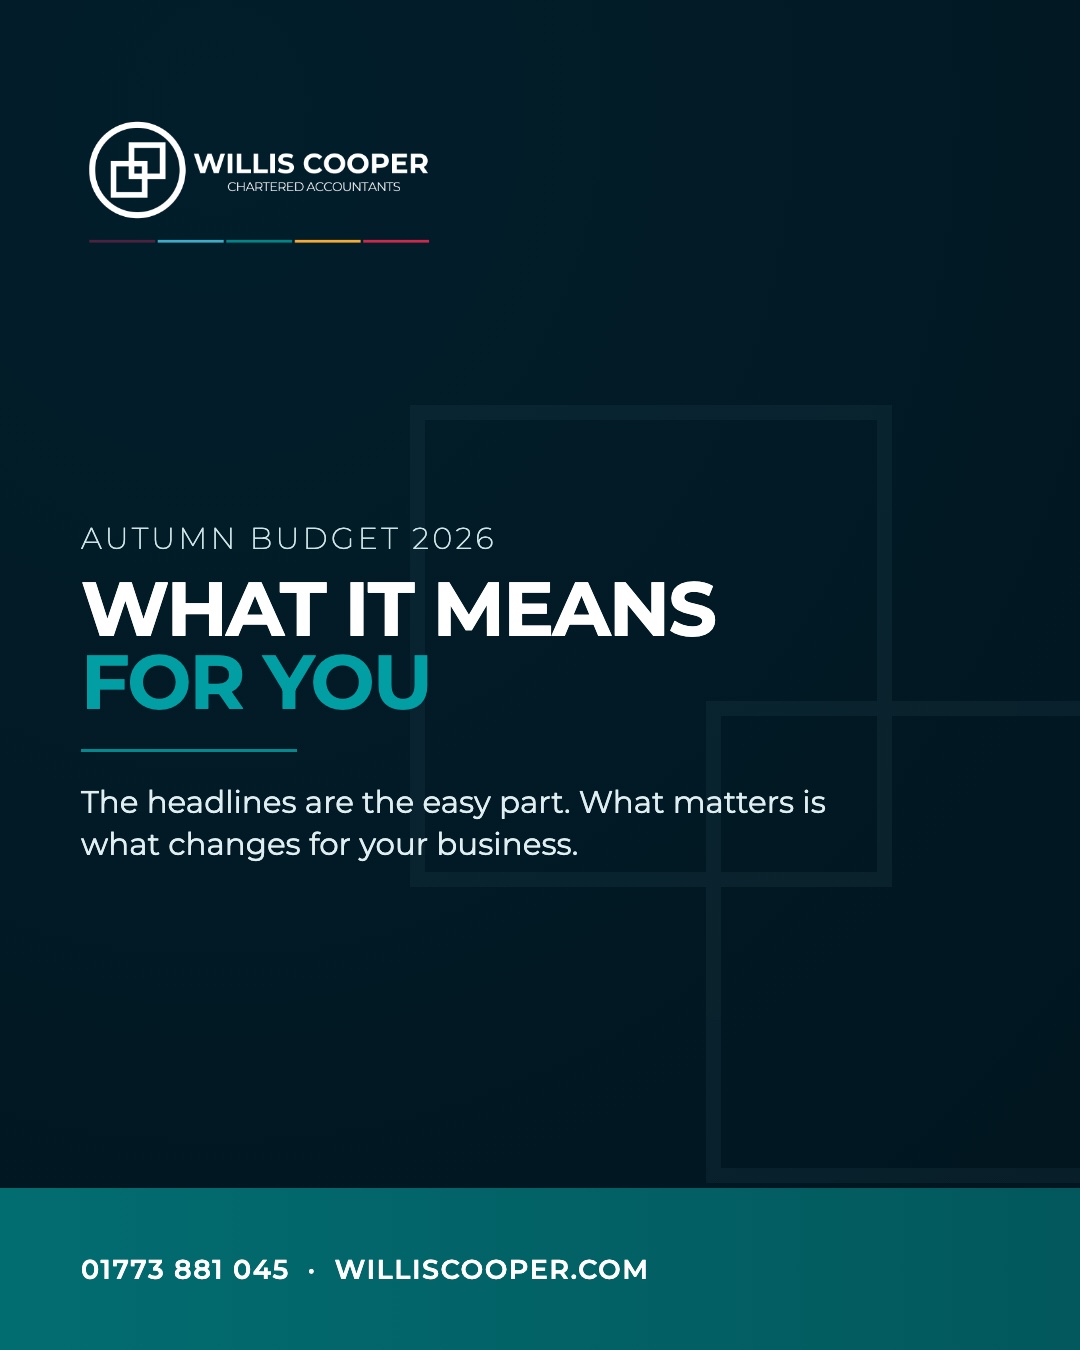 WILLIS COOPER
CHARTERED ACCOUNTANTS
AUTUMN BUDGET 2026
WHAT IT MEANS
FOR YOU
The headlines are the easy part. What matters is
what changes for your business.
01773 881 045 · WILLISCOOPER.COM